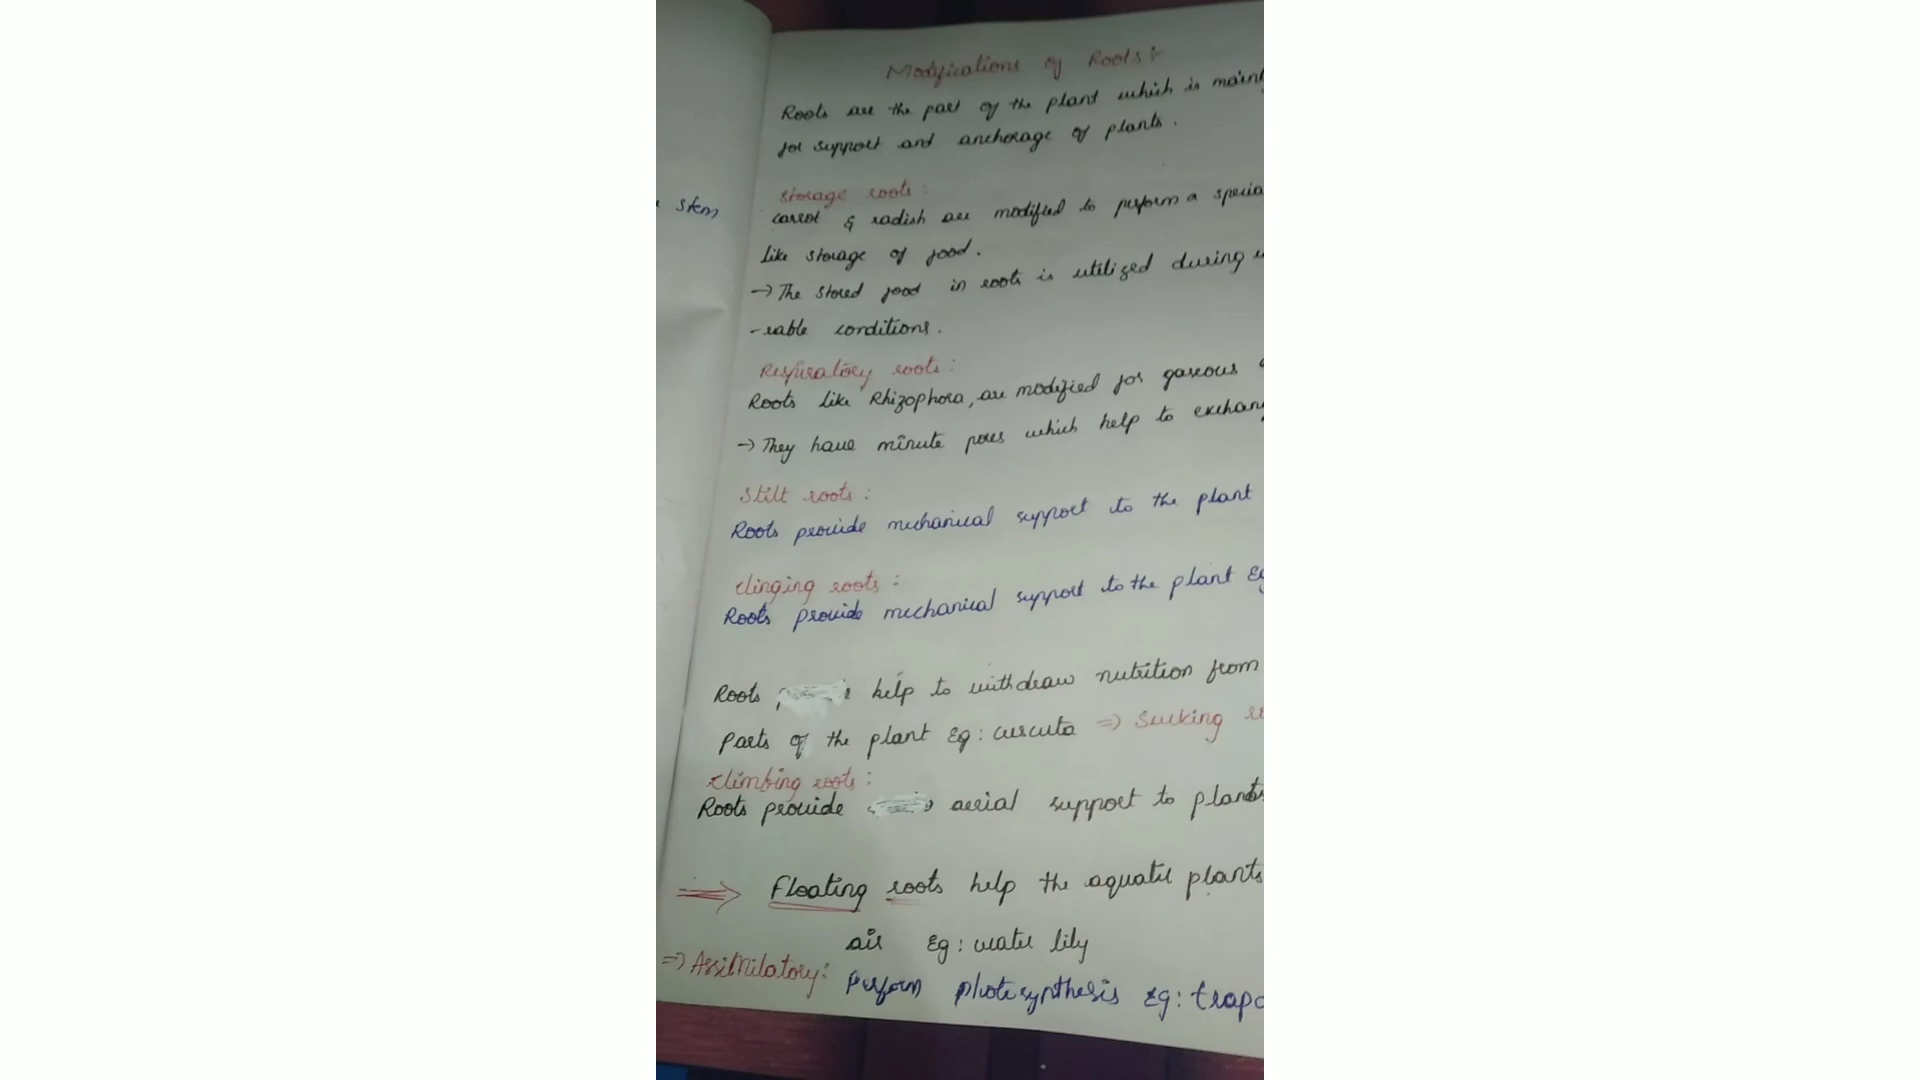 stem
Modifications of Roots:-
Roots are the part of the plant which is
for support and anchorage of plants.
Storage roots:
carrot & radish are modified to perform a
like storage of food.
→ The stored food in roots is utilized during
-rable conditions.
Respiratory roots:
Roots like Rhizophora, are modified for gaseous
→ They have minute pores which help to
Stilt roots:
Roots provide mechanical support to the plant
clinging roots:
Roots provide mechanical support to the plant Eg
Roots help to withdraw nutrition from
parts of the plant Eg: cuscuta ⇒ Sucking
climbing roots:
Roots provide aerial support to plants
⇒ Floating roots help the aquatic plants
air Eg: water lily
⇒ Assimilatory: Perform photosynthesis Eg: